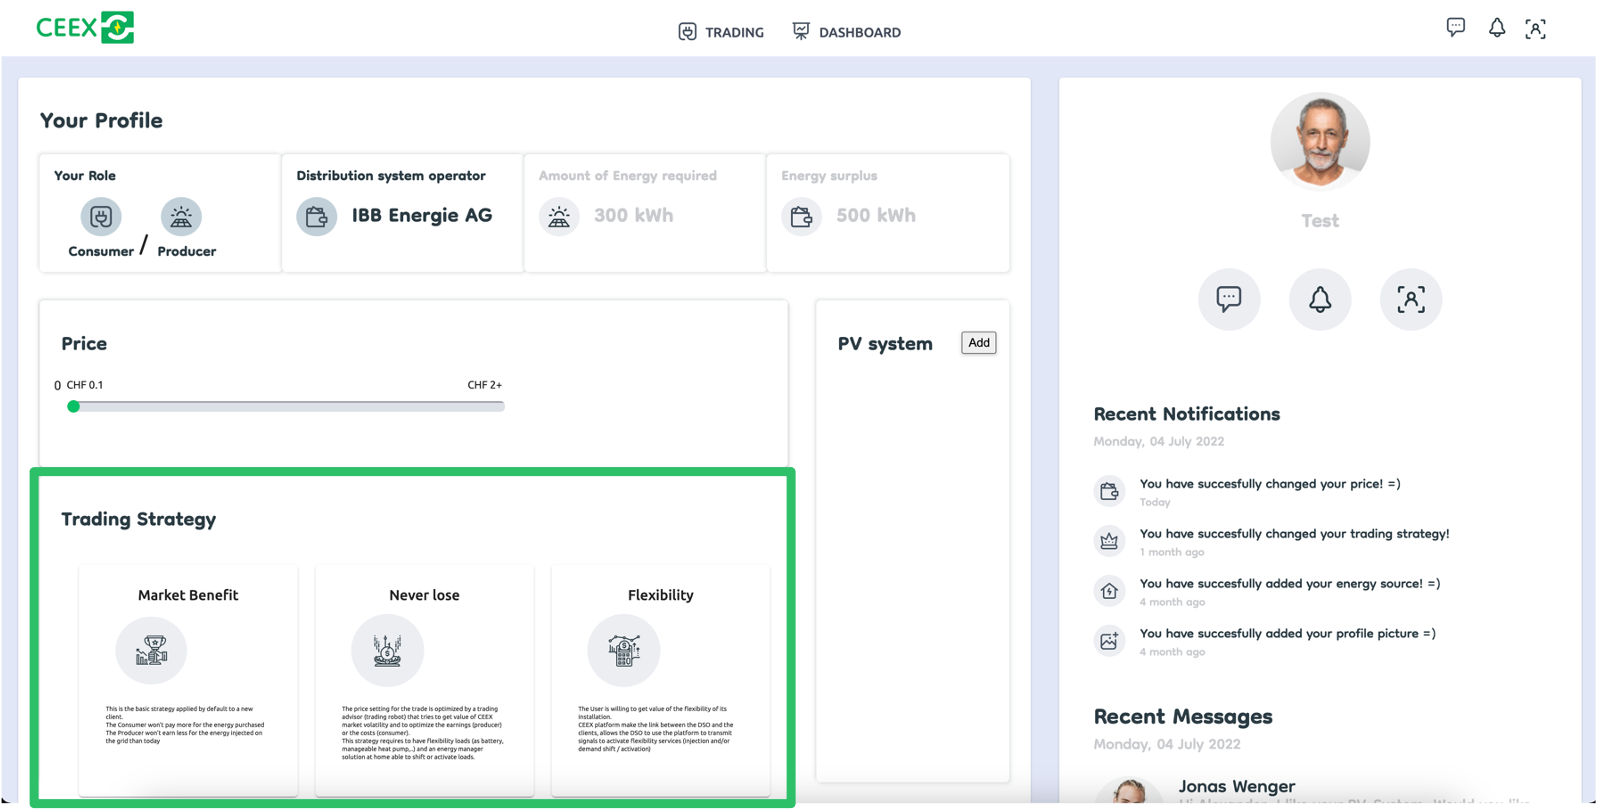 CEEX
TRADING
DASHBOARD
Your Profile
Your Role
Consumer / Producer
Distribution system operator
IBB Energie AG
Amount of Energy required
300 kWh
Energy surplus
500 kWh
Price
0 CHF 0.1
CHF 2+
PV system
Add
Trading Strategy
Market Benefit
This is the basic strategy applied by default to a new
client.
The Consumer won't pay more for the energy purchased
The Producer won't earn less for the energy injected on
the grid than today
Never lose
The price setting for the trade is optimized by a trading
advisor (trading robot) that tries to get value of CEEX
market volatility and to optimize the earnings (producer)
or the costs (consumer).
This strategy requires to have flexibility loads (as battery,
manageable heat pump,..) and an energy manager
solution at home able to shift or activate loads.
Flexibility
The User is willing to get value of the flexibility of its
installation.
CEEX platform make the link between the DSO and the
clients, allows the DSO to use the platform to transmit
signals to activate flexibility services (injection and/or
demand shift / activation)
Test
Recent Notifications
Monday, 04 July 2022
You have succesfully changed your price! =)
Today
You have succesfully changed your trading strategy!
1 month ago
You have succesfully added your energy source! =)
4 month ago
You have succesfully added your profile picture =)
4 month ago
Recent Messages
Monday, 04 July 2022
Jonas Wenger
Hi Alexander, I like your PV-System. Would you like